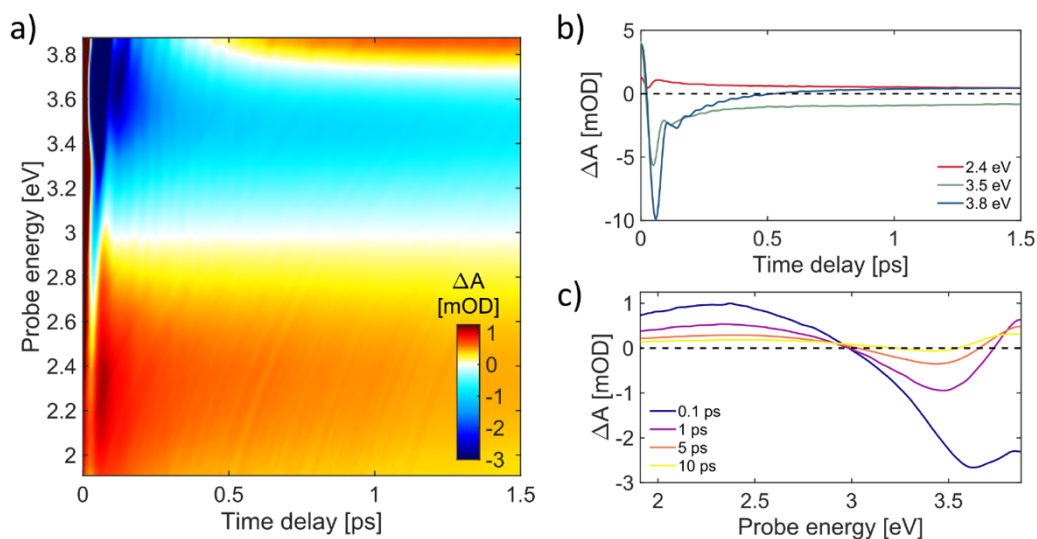 a)
3.8
3.6
3.4
3.2
3
2.8
2.6
2.4
2.2
2
Probe energy [eV]
ΔA
[mOD]
1
0
-1
-2
-3
0
0.5
1
1.5
Time delay [ps]
b)
5
0
-5
-10
ΔA [mOD]
2.4 eV
3.5 eV
3.8 eV
0
0.5
1
1.5
Time delay [ps]
c)
1
0
-1
-2
-3
ΔA [mOD]
0.1 ps
1 ps
5 ps
10 ps
2
2.5
3
3.5
Probe energy [eV]